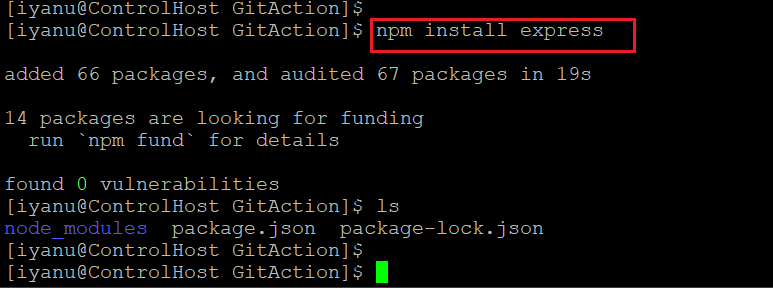 [iyanu@ControlHost GitAction]$
[iyanu@ControlHost GitAction]$ npm install express
added 66 packages, and audited 67 packages in 19s
14 packages are looking for funding
  run `npm fund` for details
found 0 vulnerabilities
[iyanu@ControlHost GitAction]$ ls
node_modules  package.json  package-lock.json
[iyanu@ControlHost GitAction]$
[iyanu@ControlHost GitAction]$